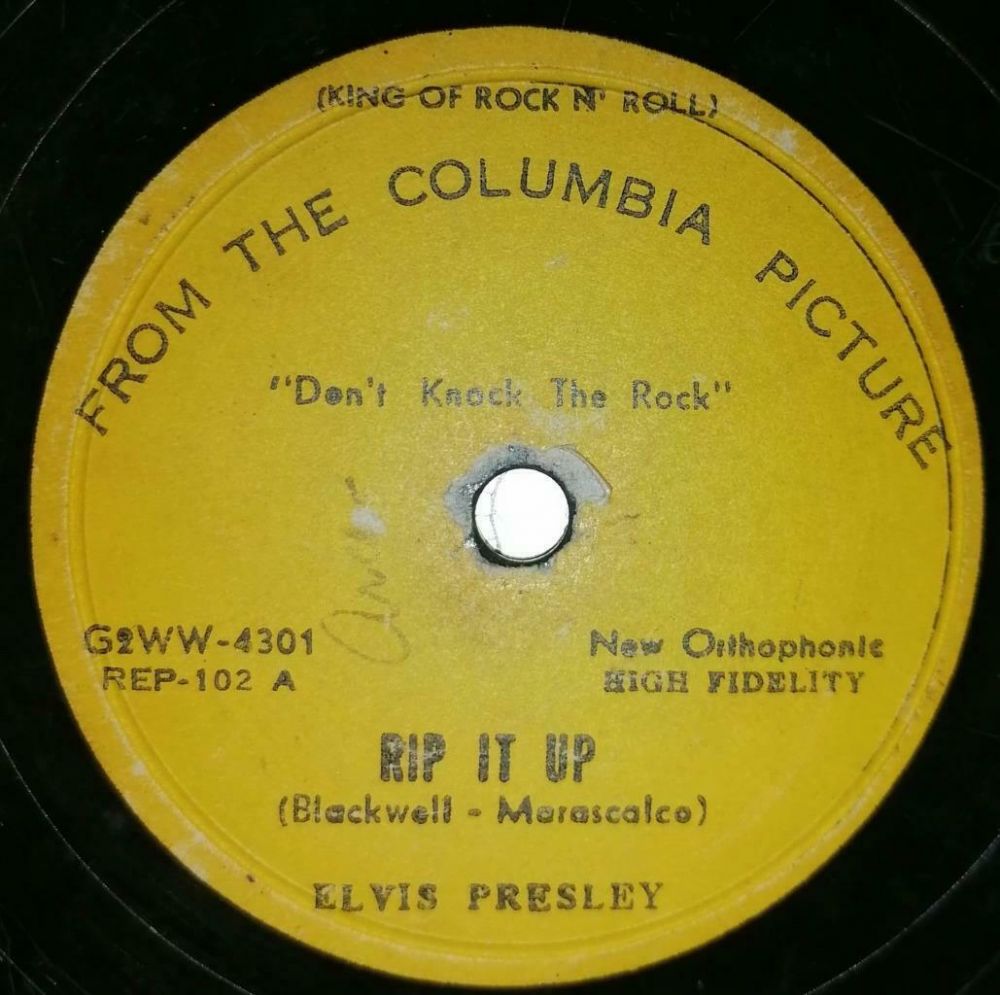 (KING OF ROCK N' ROLL)
FROM THE COLUMBIA PICTURE
"Don't Knock The Rock"
G2WW-4301
REP-102 A
New Orthophonic
HIGH FIDELITY
RIP IT UP
(Blackwell - Marascalco)
ELVIS PRESLEY